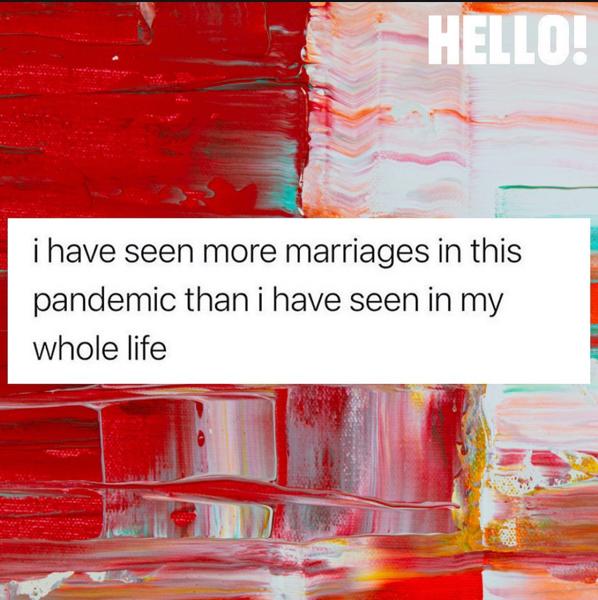 HELLO!
i have seen more marriages in this
pandemic than i have seen in my
whole life